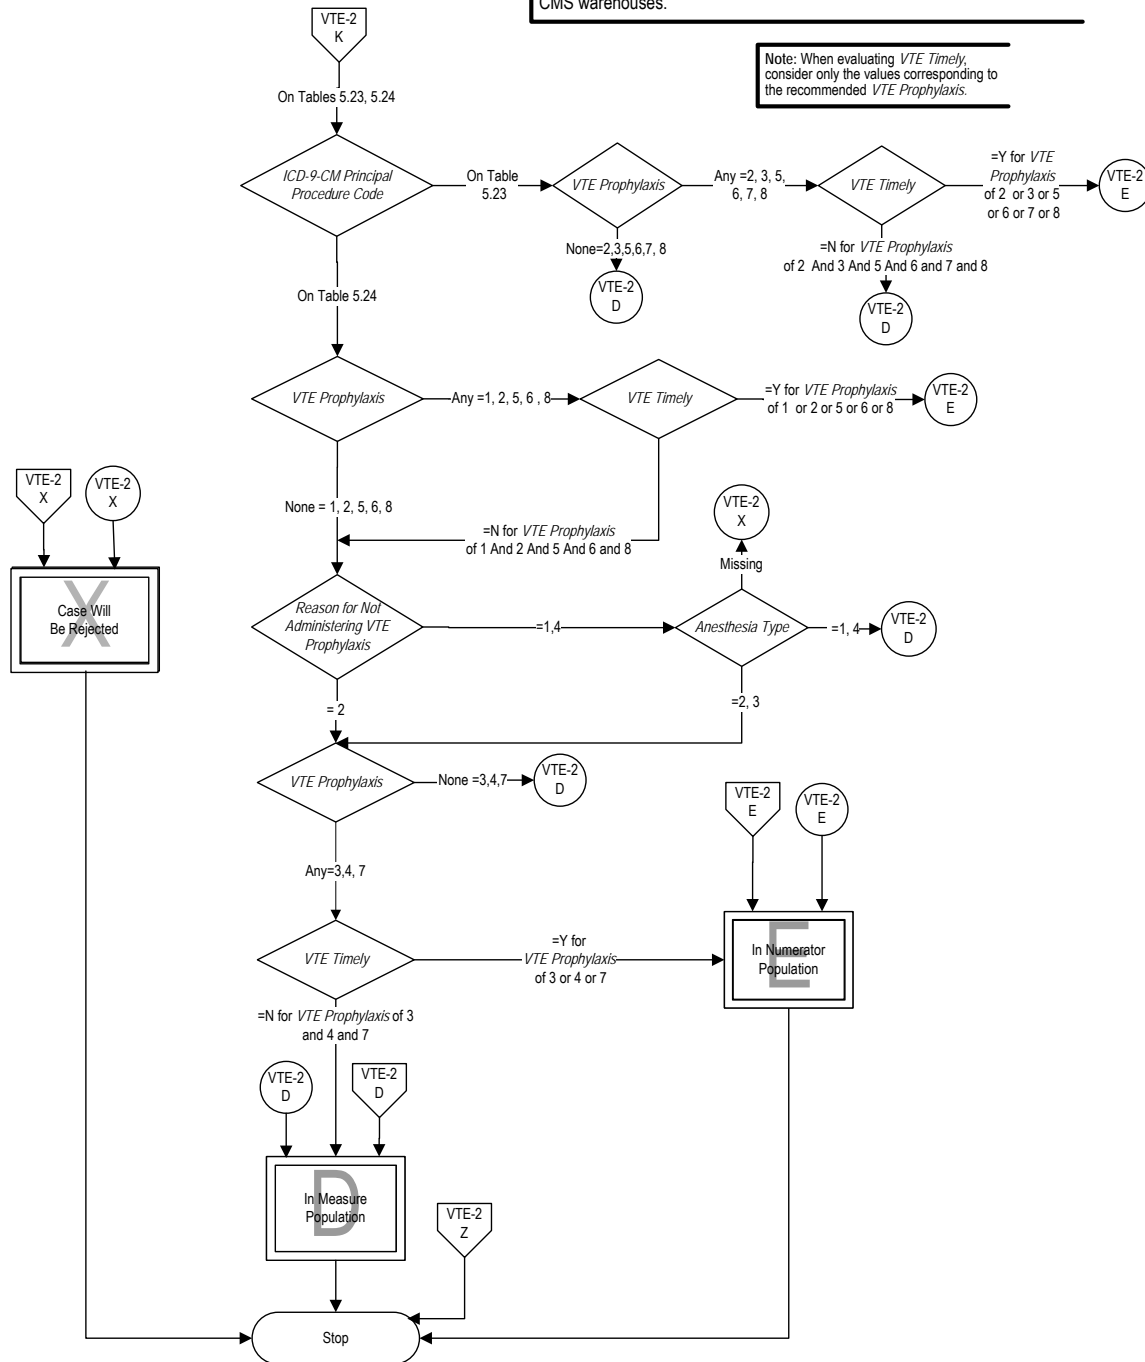 CMS warehouses.
VTE-2
K
Note: When evaluating VTE Timely,
consider only the values corresponding to
the recommended VTE Prophylaxis.
On Tables 5.23, 5.24
ICD-9-CM Principal
Procedure Code
On Table
5.23
VTE Prophylaxis
Any =2, 3, 5,
6, 7, 8
VTE Timely
=Y for VTE
Prophylaxis
of 2 or 3 or 5
or 6 or 7 or 8
VTE-2
E
None=2,3,5,6,7, 8
VTE-2
D
=N for VTE Prophylaxis
of 2 And 3 And 5 And 6 and 7 and 8
VTE-2
D
On Table 5.24
VTE Prophylaxis
Any =1, 2, 5, 6 , 8
VTE Timely
=Y for VTE Prophylaxis
of 1 or 2 or 5 or 6 or 8
VTE-2
E
VTE-2
X
VTE-2
X
None = 1, 2, 5, 6, 8
=N for VTE Prophylaxis
of 1 And 2 And 5 And 6 and 8
VTE-2
X
Missing
X
Case Will
Be Rejected
Reason for Not
Administering VTE
Prophylaxis
=1,4
Anesthesia Type
=1, 4
VTE-2
D
= 2
=2, 3
VTE Prophylaxis
None =3,4,7
VTE-2
D
VTE-2
E
VTE-2
E
Any=3,4, 7
VTE Timely
=Y for
VTE Prophylaxis
of 3 or 4 or 7
E
In Numerator
Population
=N for VTE Prophylaxis of 3
and 4 and 7
VTE-2
D
VTE-2
D
D
In Measure
Population
VTE-2
Z
Stop